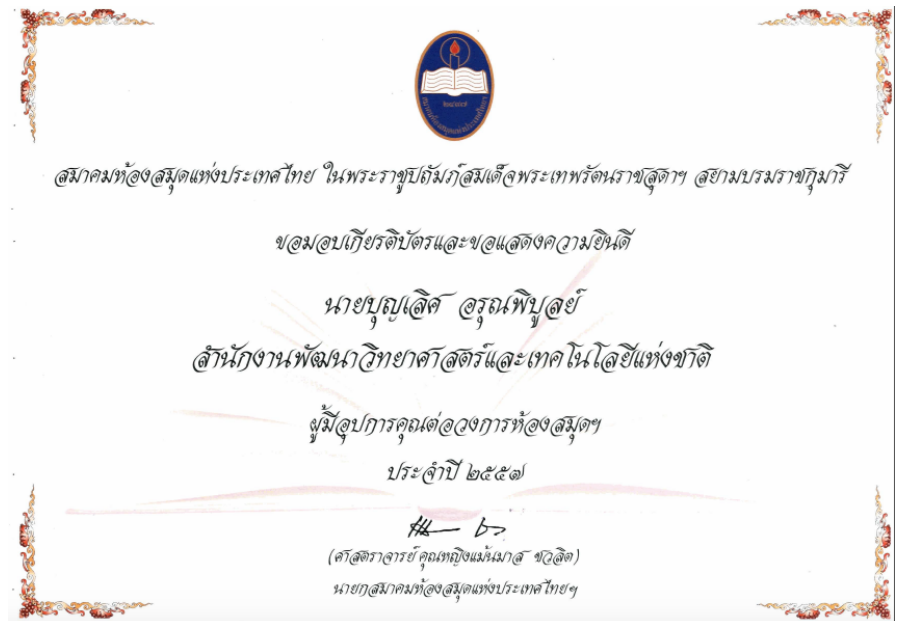 ๒๔๙๗
สมาคมห้องสมุดแห่งประเทศไทย ในพระราชูปถัมภ์สมเด็จพระเทพรัตนราชสุดาฯ สยามบรมราชกุมารี
ขอมอบเกียรติบัตรและขอแสดงความยินดี
นายบุญเลิศ อรุณพิบูลย์
สำนักงานพัฒนาวิทยาศาสตร์และเทคโนโลยีแห่งชาติ
ผู้มีอุปการคุณต่อวงการห้องสมุดฯ
ประจำปี ๒๕๕๗
(ศาสตราจารย์ คุณหญิงแม้นมาส ชวลิต)
นายกสมาคมห้องสมุดแห่งประเทศไทยฯ